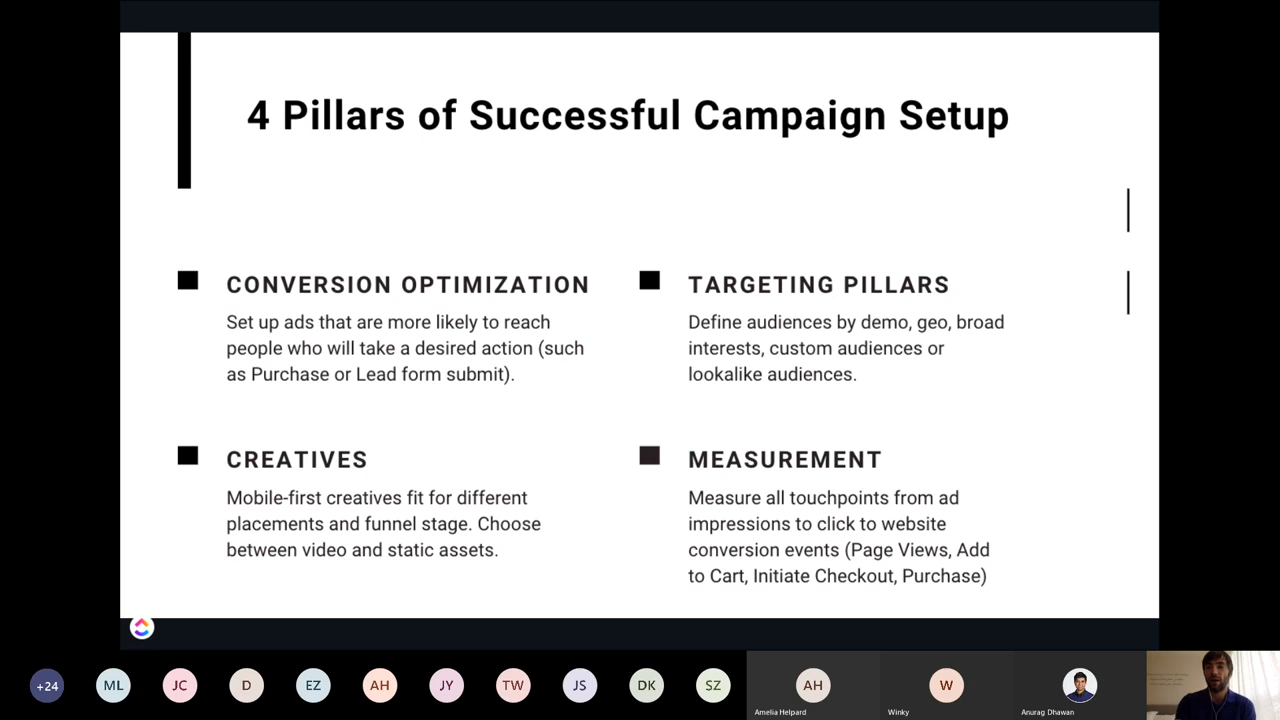 4 Pillars of Successful Campaign Setup
CONVERSION OPTIMIZATION
Set up ads that are more likely to reach
people who will take a desired action (such
as Purchase or Lead form submit).
TARGETING PILLARS
Define audiences by demo, geo, broad
interests, custom audiences or
lookalike audiences.
CREATIVES
Mobile-first creatives fit for different
placements and funnel stage. Choose
between video and static assets.
MEASUREMENT
Measure all touchpoints from ad
impressions to click to website
conversion events (Page Views, Add
to Cart, Initiate Checkout, Purchase)
+24
ML
JC
D
EZ
AH
JY
TW
JS
DK
SZ
AH
Amelia Helpard
W
Winky
Anurag Dhawan